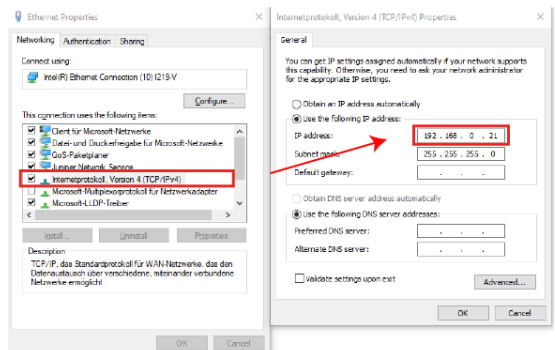 Ethernet Properties
Networking Authentication Sharing
Connect using:
Intel(R) Ethernet Connection (10) I219-V
Configure...
This connection uses the following items:
Client für Microsoft-Netzwerke
Datei- und Druckerfreigabe für Microsoft-Netzwerke
QoS-Paketplaner
Juniper Network Service
Internetprotokoll, Version 4 (TCP/IPv4)
Microsoft-Multiplexorprotokoll für Netzwerkadapter
Microsoft-LLDP-Treiber
Install... Uninstall Properties
Description
TCP/IP, das Standardprotokoll für WAN-Netzwerke, das den
Datenaustausch über verschiedene, miteinander verbundene
Netzwerke ermöglicht.
OK Cancel
Internetprotokoll, Version 4 (TCP/IPv4) Properties
General
You can get IP settings assigned automatically if your network supports
this capability. Otherwise, you need to ask your network administrator
for the appropriate IP settings.
Obtain an IP address automatically
Use the following IP address:
IP address: 192 . 168 . 0 . 21
Subnet mask: 255 . 255 . 255 . 0
Default gateway: . . .
Obtain DNS server address automatically
Use the following DNS server addresses:
Preferred DNS server: . . .
Alternate DNS server: . . .
Validate settings upon exit
Advanced...
OK Cancel